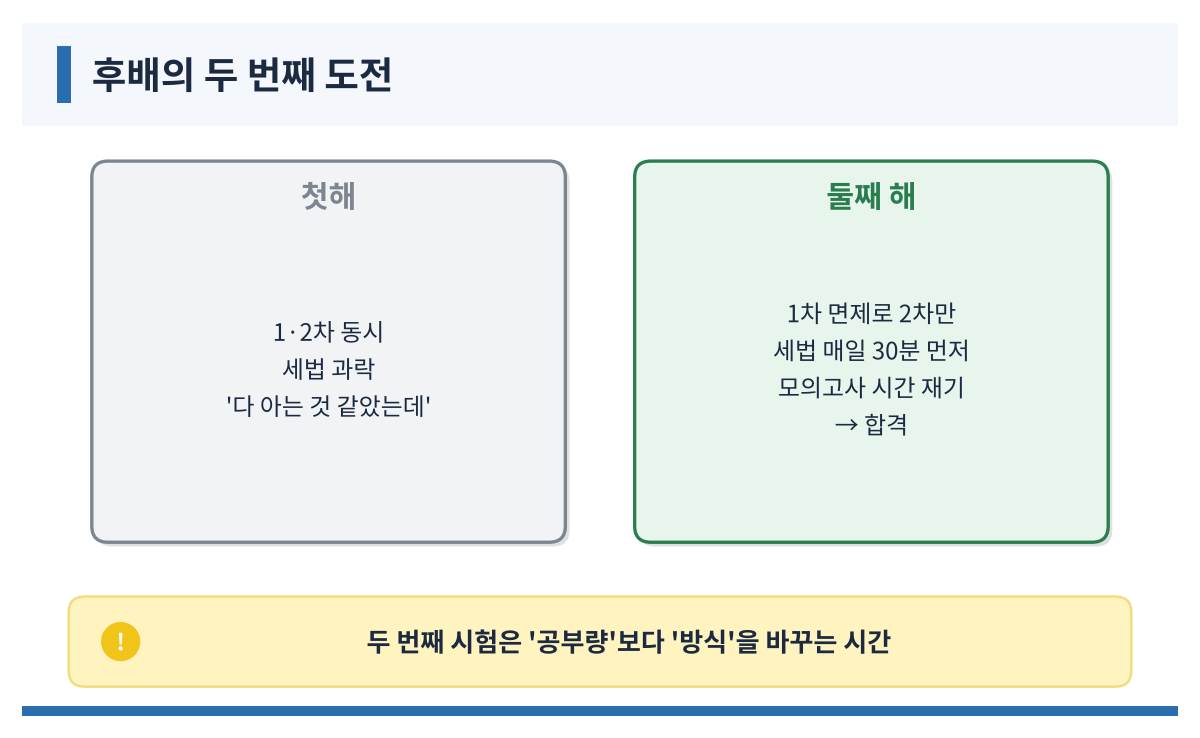 후배의 두 번째 도전
첫해
1·2차 동시
세법 과락
'다 아는 것 같았는데'
둘째 해
1차 면제로 2차만
세법 매일 30분 먼저
모의고사 시간 재기
→ 합격
! 두 번째 시험은 '공부량'보다 '방식'을 바꾸는 시간